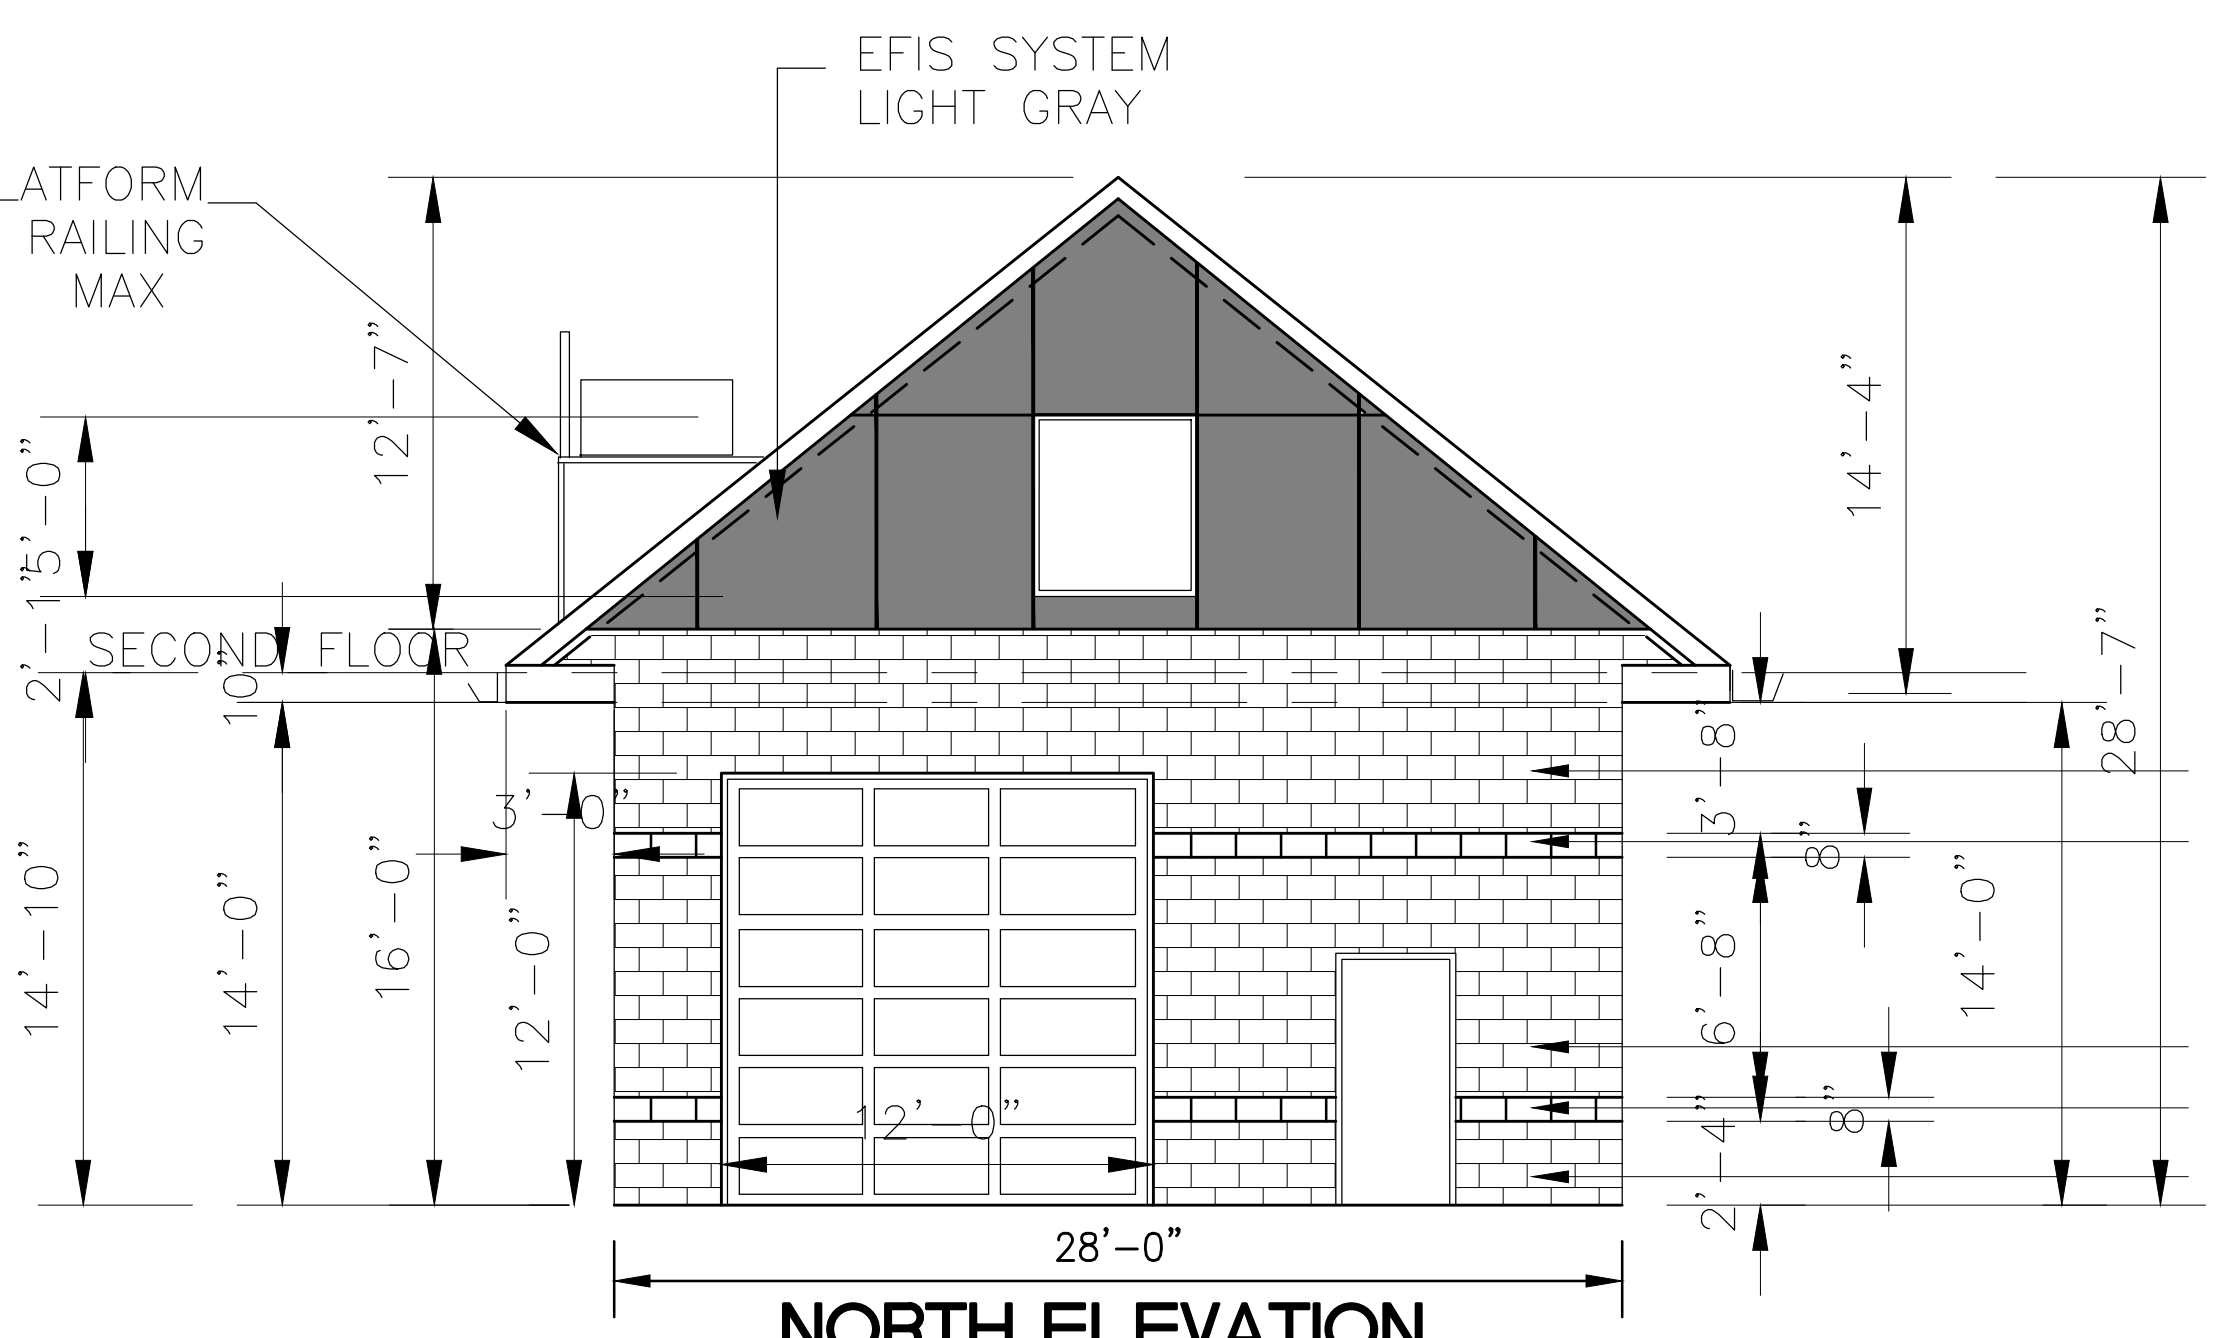 EFIS SYSTEM
LIGHT GRAY
ATFORM
RAILING
MAX
12'-7"
14'-4"
5'-0"
2'-1"
SECOND FLOOR
10"
28'-7"
3'-8"
3'-0"
8"
14'-10"
14'-0"
16'-0"
12'-0"
6'-8"
14'-0"
12'-0"
8"
2'-4"
28'-0"
NORTH ELEVATION